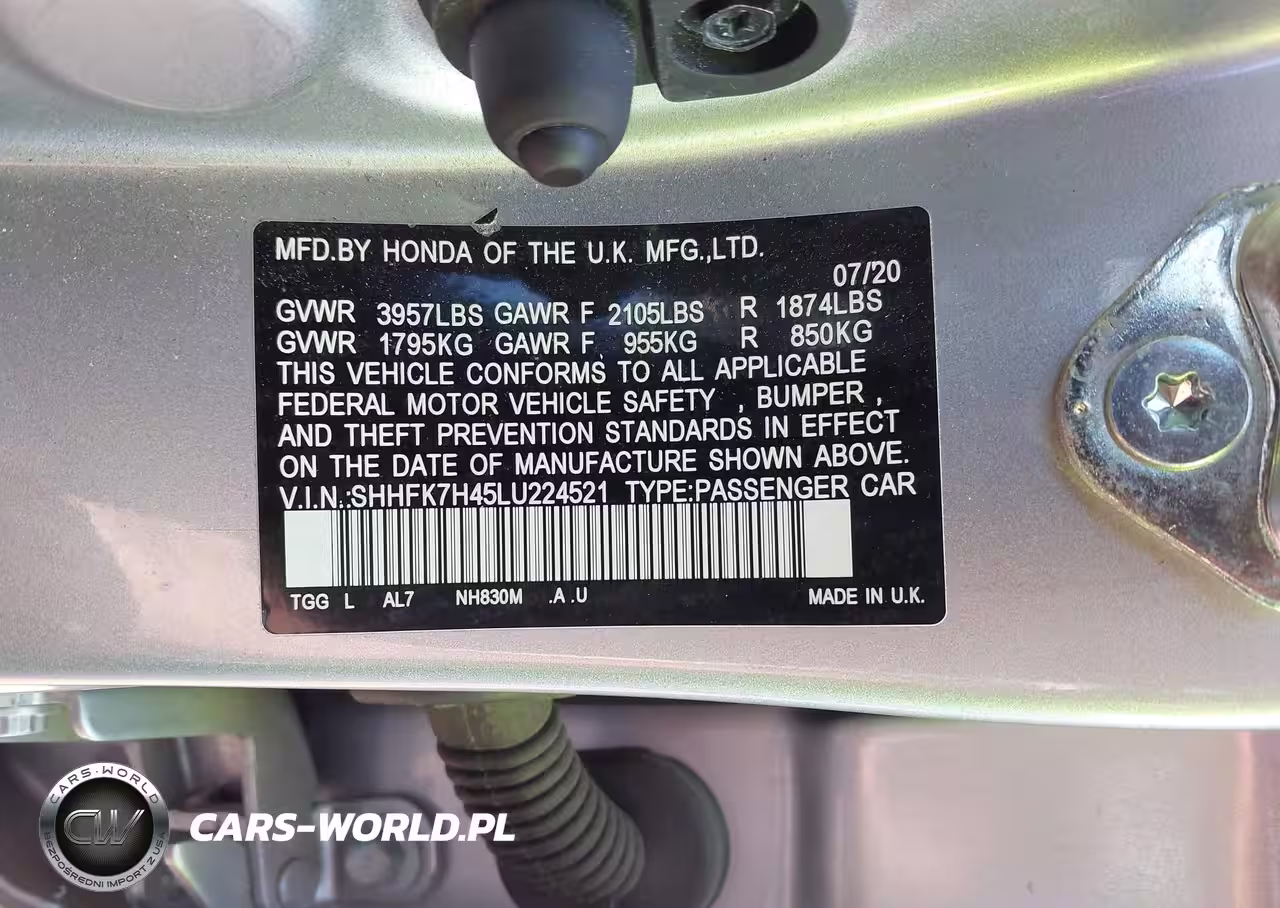 MFD.BY HONDA OF THE U.K. MFG.,LTD.
07/20
GVWR 3957LBS GAWR F 2105LBS R 1874LBS
GVWR 1795KG GAWR F 955KG R 850KG
THIS VEHICLE CONFORMS TO ALL APPLICABLE
FEDERAL MOTOR VEHICLE SAFETY , BUMPER ,
AND THEFT PREVENTION STANDARDS IN EFFECT
ON THE DATE OF MANUFACTURE SHOWN ABOVE.
V.I.N.:SHHFK7H45LU224521 TYPE:PASSENGER CAR
TGG L AL7 NH830M .A .U MADE IN U.K.
CARS-WORLD
CW
BEZPOŚREDNI IMPORT Z USA
CARS-WORLD.PL